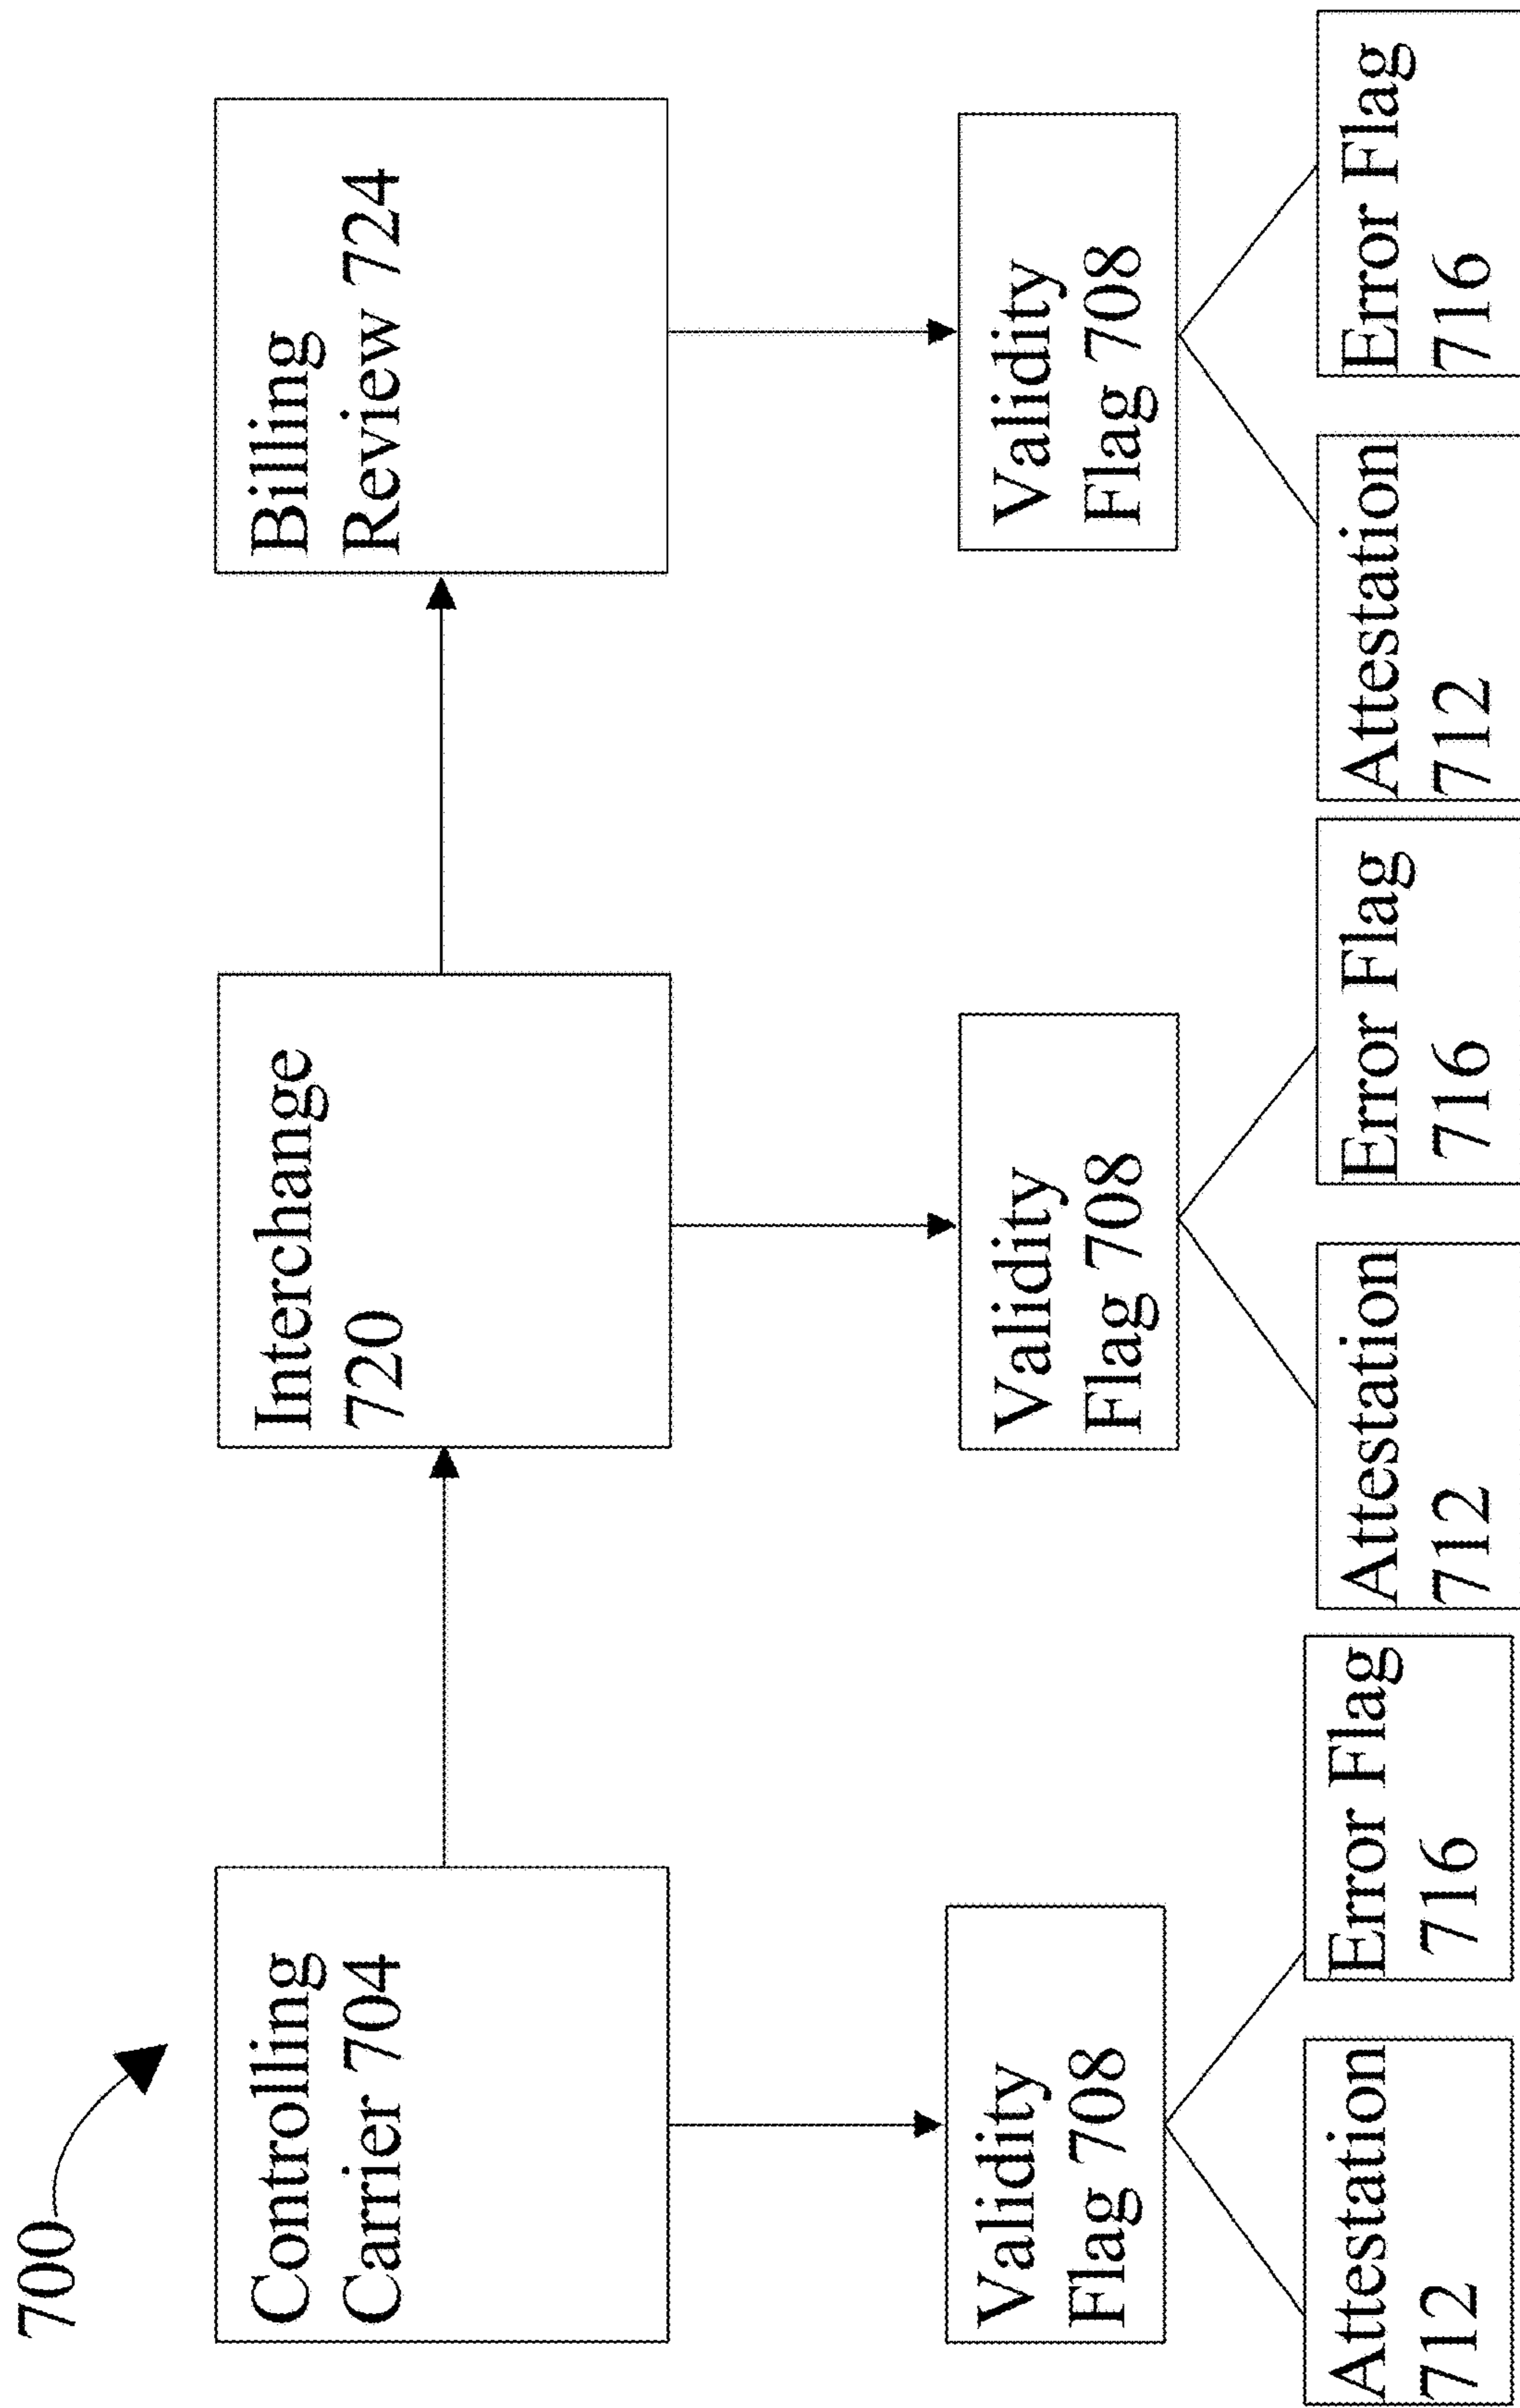 700
Controlling
Carrier 704
Interchange
720
Billing
Review 724
Validity
Flag 708
Validity
Flag 708
Validity
Flag 708
Attestation
712
Error Flag
716
Attestation
712
Error Flag
716
Attestation
712
Error Flag
716